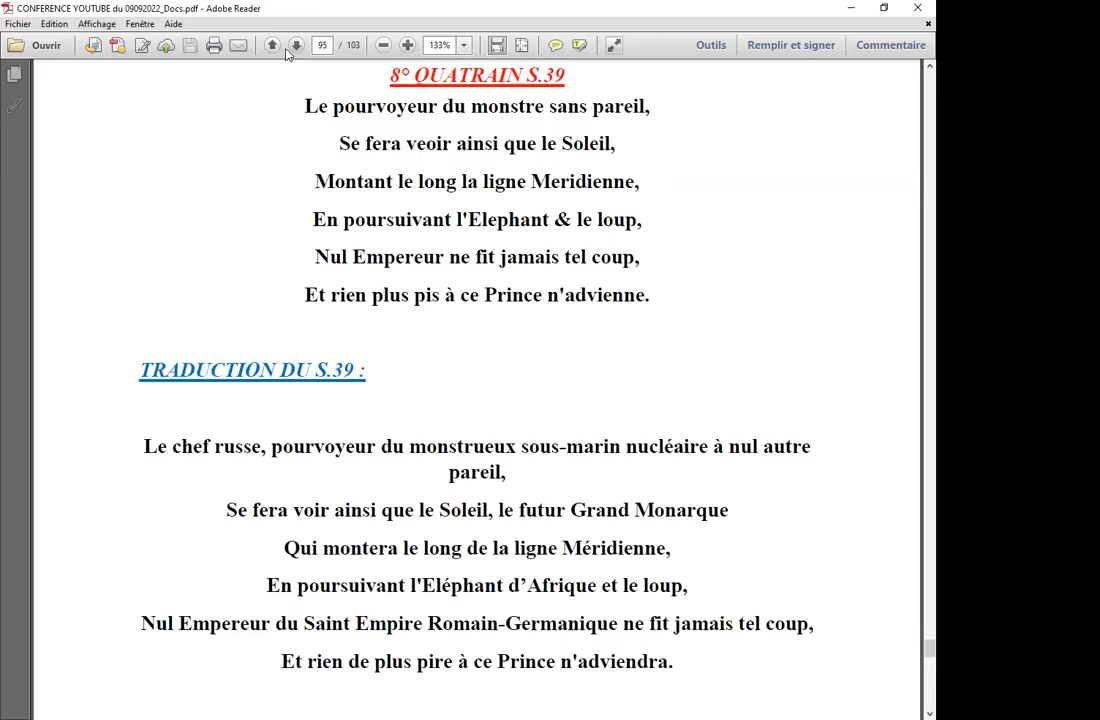 CONFERENCE YOUTUBE du 09092022_Docs.pdf - Adobe Reader
Fichier Edition Affichage Fenêtre Aide
Ouvrir 95 / 103 133% Outils Remplir et signer Commentaire
8° QUATRAIN S.39
Le pourvoyeur du monstre sans pareil,
Se fera veoir ainsi que le Soleil,
Montant le long la ligne Meridienne,
En poursuivant l'Elephant & le loup,
Nul Empereur ne fit jamais tel coup,
Et rien plus pis à ce Prince n'advienne.
TRADUCTION DU S.39 :
Le chef russe, pourvoyeur du monstrueux sous-marin nucléaire à nul autre
pareil,
Se fera voir ainsi que le Soleil, le futur Grand Monarque
Qui montera le long de la ligne Méridienne,
En poursuivant l'Eléphant d’Afrique et le loup,
Nul Empereur du Saint Empire Romain-Germanique ne fit jamais tel coup,
Et rien de plus pire à ce Prince n'adviendra.